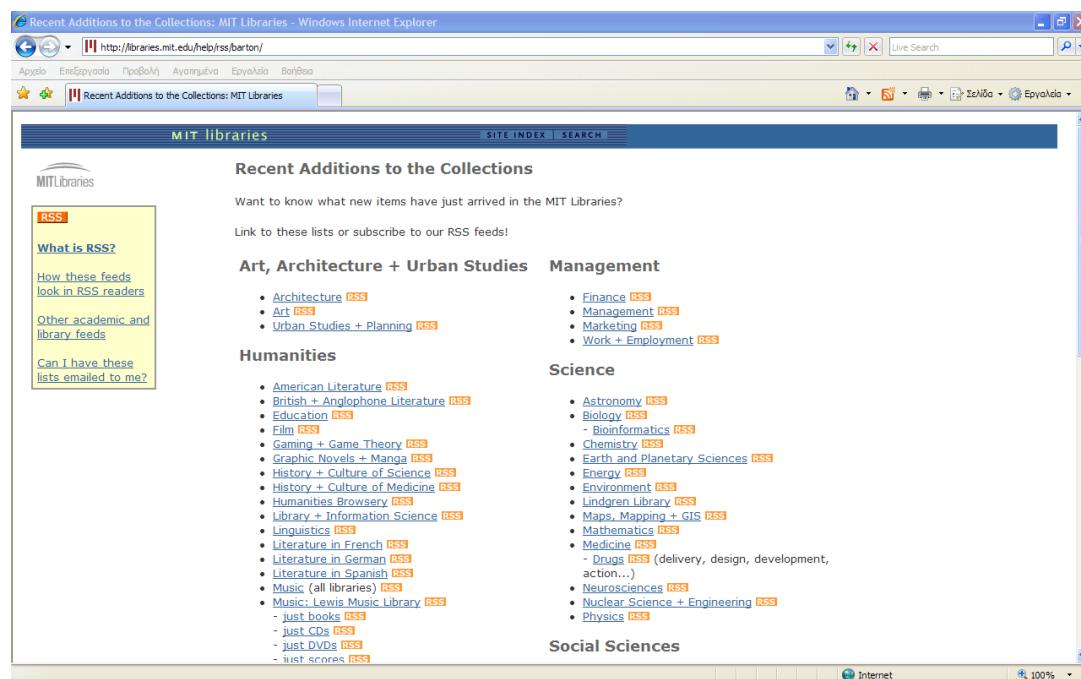 Recent Additions to the Collections: MIT Libraries - Windows Internet Explorer
http://libraries.mit.edu/help/rss/barton/
Live Search
Αρχείο Επεξεργασία Προβολή Αγαπημένα Εργαλεία Βοήθεια
Recent Additions to the Collections: MIT Libraries
Σελίδα
Εργαλεία
MIT libraries
SITE INDEX | SEARCH
MITLibraries
RSS
What is RSS?
How these feeds
look in RSS readers
Other academic and
library feeds
Can I have these
lists emailed to me?
Recent Additions to the Collections
Want to know what new items have just arrived in the MIT Libraries?
Link to these lists or subscribe to our RSS feeds!
Art, Architecture + Urban Studies
• Architecture RSS
• Art RSS
• Urban Studies + Planning RSS
Humanities
• American Literature RSS
• British + Anglophone Literature RSS
• Education RSS
• Film RSS
• Gaming + Game Theory RSS
• Graphic Novels + Manga RSS
• History + Culture of Science RSS
• History + Culture of Medicine RSS
• Humanities Browsery RSS
• Library + Information Science RSS
• Linguistics RSS
• Literature in French RSS
• Literature in German RSS
• Literature in Spanish RSS
• Music (all libraries) RSS
• Music: Lewis Music Library RSS
- just books RSS
- just CDs RSS
- just DVDs RSS
- just scores RSS
Management
• Finance RSS
• Management RSS
• Marketing RSS
• Work + Employment RSS
Science
• Astronomy RSS
• Biology RSS
- Bioinformatics RSS
• Chemistry RSS
• Earth and Planetary Sciences RSS
• Energy RSS
• Environment RSS
• Lindgren Library RSS
• Maps, Mapping + GIS RSS
• Mathematics RSS
• Medicine RSS
- Drugs RSS (delivery, design, development,
action...)
• Neurosciences RSS
• Nuclear Science + Engineering RSS
• Physics RSS
Social Sciences
Internet
100%